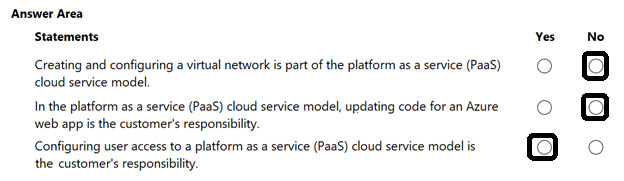 Answer Area
Statements Yes No
Creating and configuring a virtual network is part of the platform as a service (PaaS)
cloud service model.
In the platform as a service (PaaS) cloud service model, updating code for an Azure
web app is the customer's responsibility.
Configuring user access to a platform as a service (PaaS) cloud service model is
the customer's responsibility.